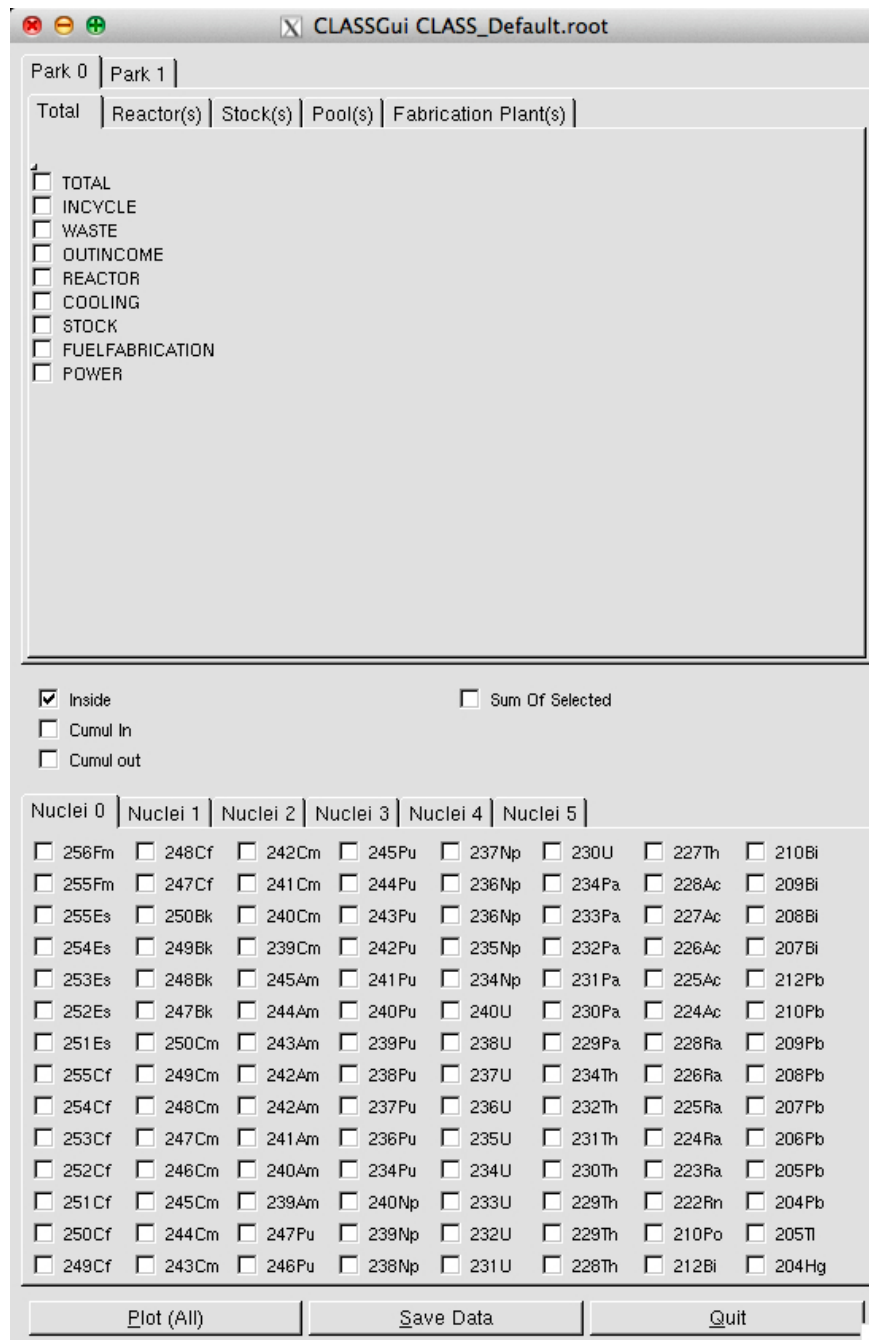 CLASSGui CLASS_Default.root
Park 0 Park 1
Total Reactor(s) Stock(s) Pool(s) Fabrication Plant(s)
TOTAL
INCYCLE
WASTE
OUTINCOME
REACTOR
COOLING
STOCK
FUELFABRICATION
POWER
Inside Sum Of Selected
Cumul In
Cumul out
Nuclei 0 Nuclei 1 Nuclei 2 Nuclei 3 Nuclei 4 Nuclei 5
256Fm 248Cf 242Cm 245Pu 237Np 230U 227Th 210Bi
255Fm 247Cf 241Cm 244Pu 236Np 234Pa 228Ac 209Bi
255Es 250Bk 240Cm 243Pu 236Np 233Pa 227Ac 208Bi
254Es 249Bk 239Cm 242Pu 235Np 232Pa 226Ac 207Bi
253Es 248Bk 245Am 241Pu 234Np 231Pa 225Ac 212Pb
252Es 247Bk 244Am 240Pu 240U 230Pa 224Ac 210Pb
251Es 250Cm 243Am 239Pu 238U 229Pa 228Ra 209Pb
255Cf 249Cm 242Am 238Pu 237U 234Th 226Ra 208Pb
254Cf 248Cm 242Am 237Pu 236U 232Th 225Ra 207Pb
253Cf 247Cm 241Am 236Pu 235U 231Th 224Ra 206Pb
252Cf 246Cm 240Am 234Pu 234U 230Th 223Ra 205Pb
251Cf 245Cm 239Am 240Np 233U 229Th 222Rn 204Pb
250Cf 244Cm 247Pu 239Np 232U 229Th 210Po 205Tl
249Cf 243Cm 246Pu 238Np 231U 228Th 212Bi 204Hg
Plot (All) Save Data Quit